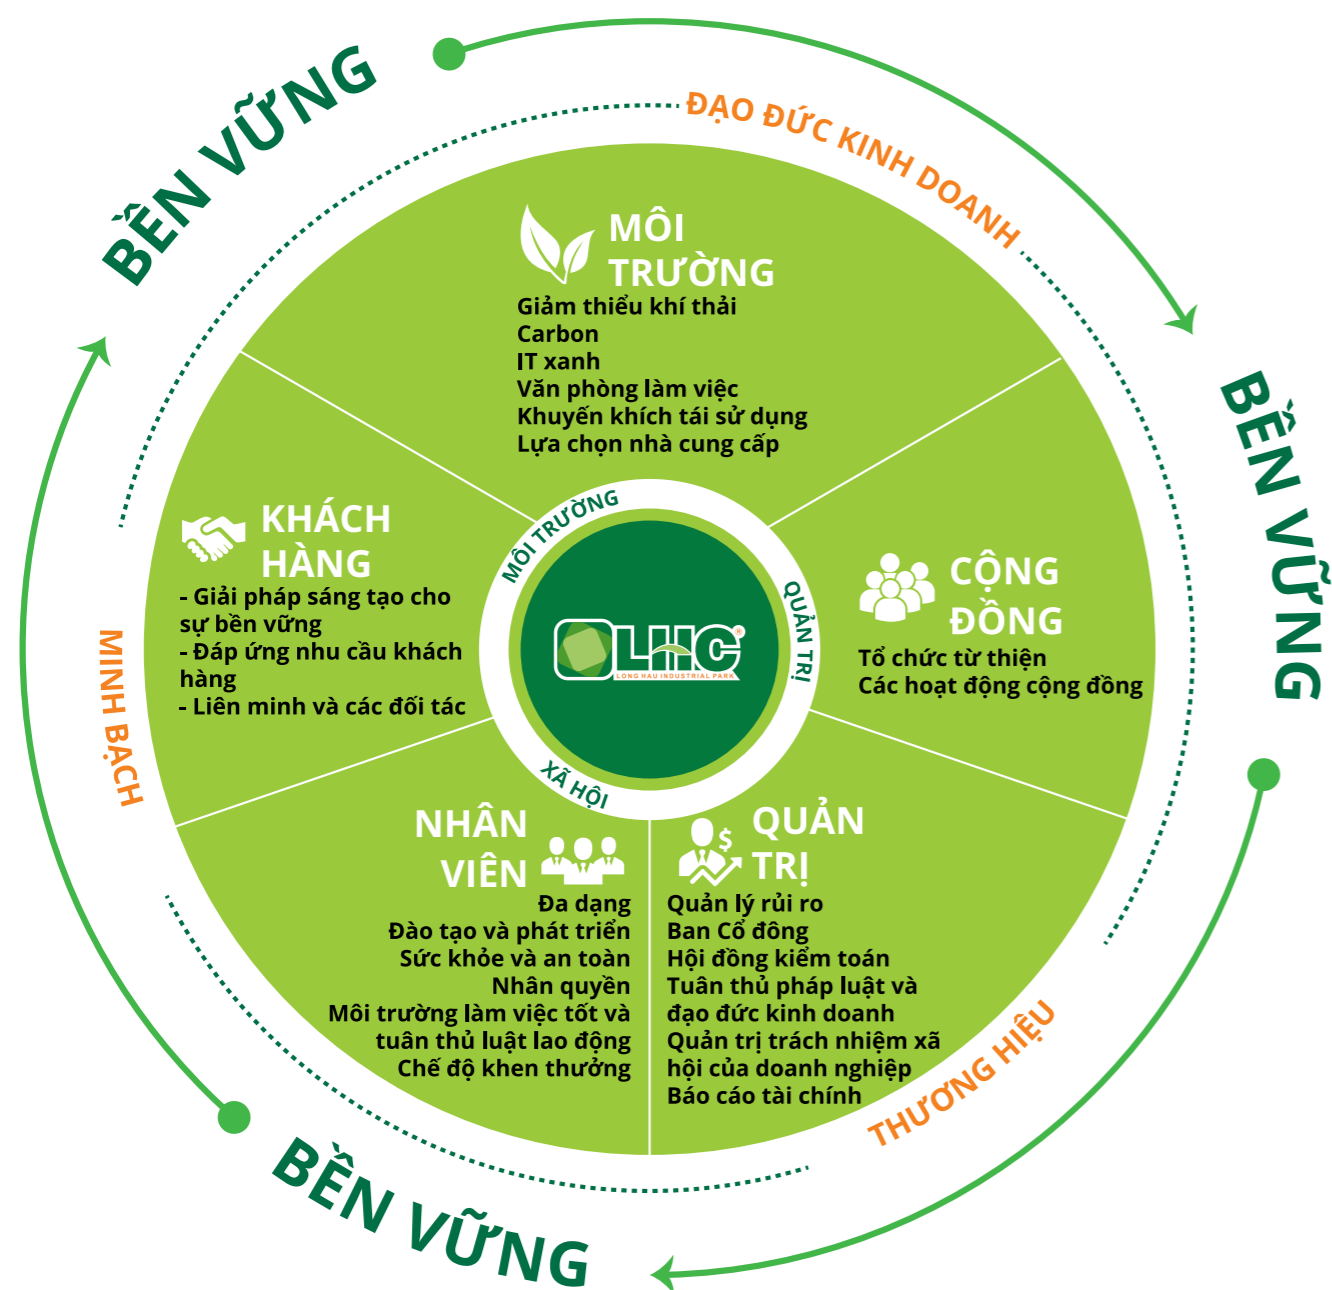 BỀN VỮNG
ĐẠO ĐỨC KINH DOANH
MÔI
TRƯỜNG
Giảm thiểu khí thải
Carbon
IT xanh
Văn phòng làm việc
Khuyến khích tái sử dụng
Lựa chọn nhà cung cấp
BỀN VỮNG
KHÁCH
HÀNG
- Giải pháp sáng tạo cho
sự bền vững
- Đáp ứng nhu cầu khách
hàng
- Liên minh và các đối tác
MÔI TRƯỜNG
QUẢN TRỊ
XÃ HỘI
LHC®
LONG HAU INDUSTRIAL PARK
CỘNG
ĐỒNG
Tổ chức từ thiện
Các hoạt động cộng đồng
MINH BẠCH
NHÂN
VIÊN
Đa dạng
Đào tạo và phát triển
Sức khỏe và an toàn
Nhân quyền
Môi trường làm việc tốt và
tuân thủ luật lao động
Chế độ khen thưởng
$
QUẢN
TRỊ
Quản lý rủi ro
Ban Cổ đông
Hội đồng kiểm toán
Tuân thủ pháp luật và
đạo đức kinh doanh
Quản trị trách nhiệm xã
hội của doanh nghiệp
Báo cáo tài chính
THƯƠNG HIỆU
BỀN VỮNG